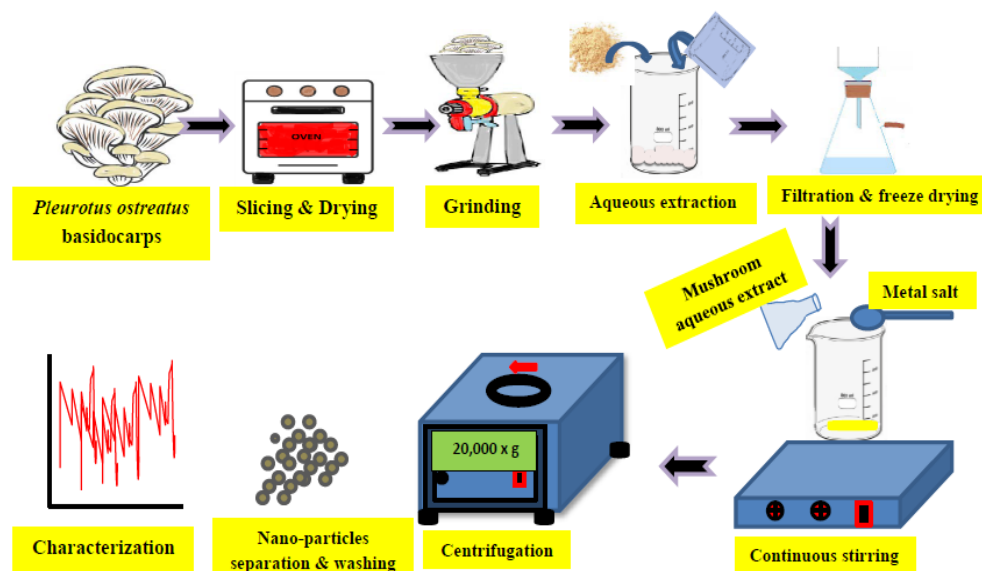 OVEN
Pleurotus ostreatus
basidocarps
Slicing & Drying
Grinding
Aqueous extraction
Filtration & freeze drying
Mushroom
aqueous extract
Metal salt
20,000 x g
Continuous stirring
Centrifugation
Nano-particles
separation & washing
Characterization